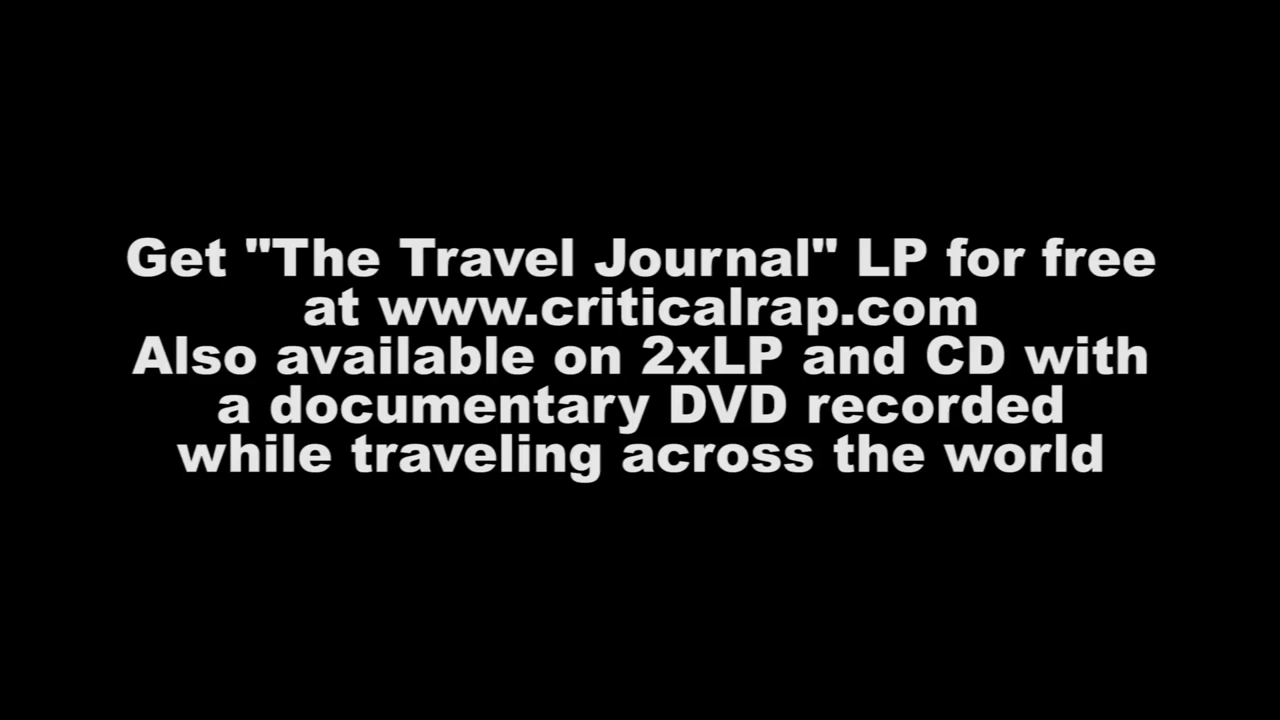 Get "The Travel Journal" LP for free
at www.criticalrap.com
Also available on 2xLP and CD with
a documentary DVD recorded
while traveling across the world